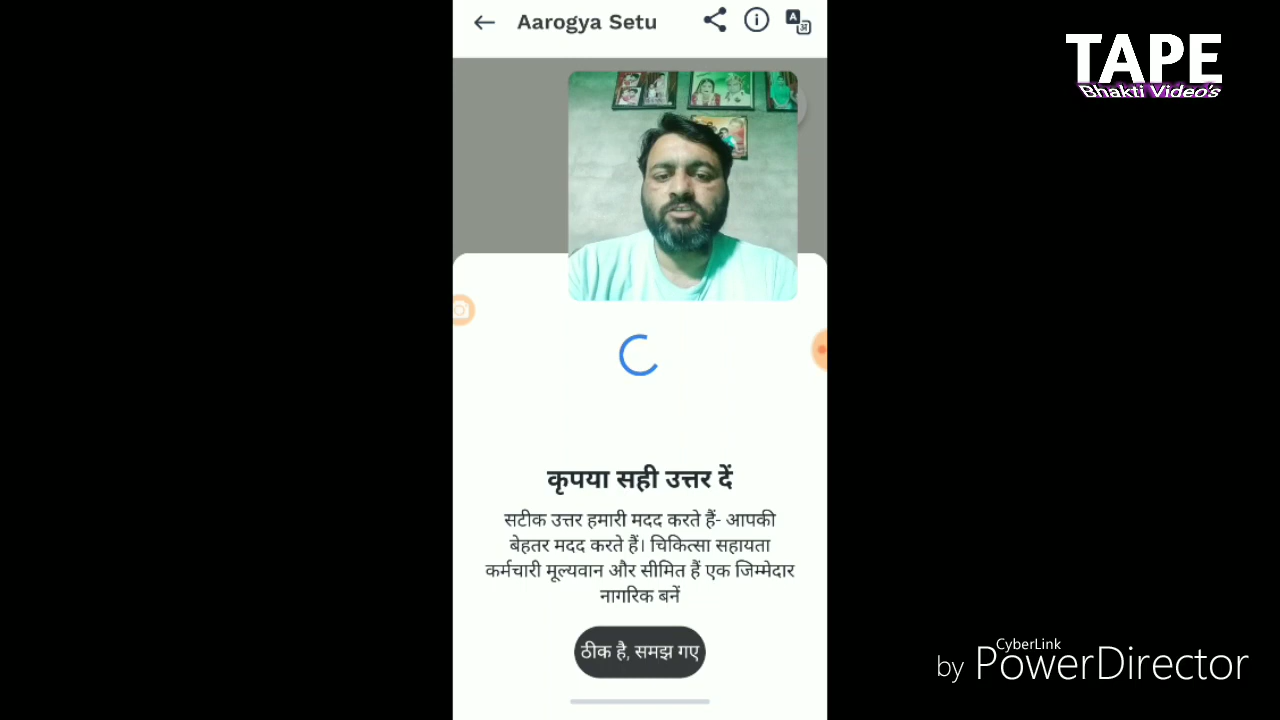 Aarogya Setu
TAPE
Bhakti Video's
कृपया सही उत्तर दें
सटीक उत्तर हमारी मदद करते हैं- आपकी
बेहतर मदद करते हैं। चिकित्सा सहायता
कर्मचारी मूल्यवान और सीमित हैं एक जिम्मेदार
नागरिक बनें
ठीक है, समझ गए
CyberLink
by PowerDirector